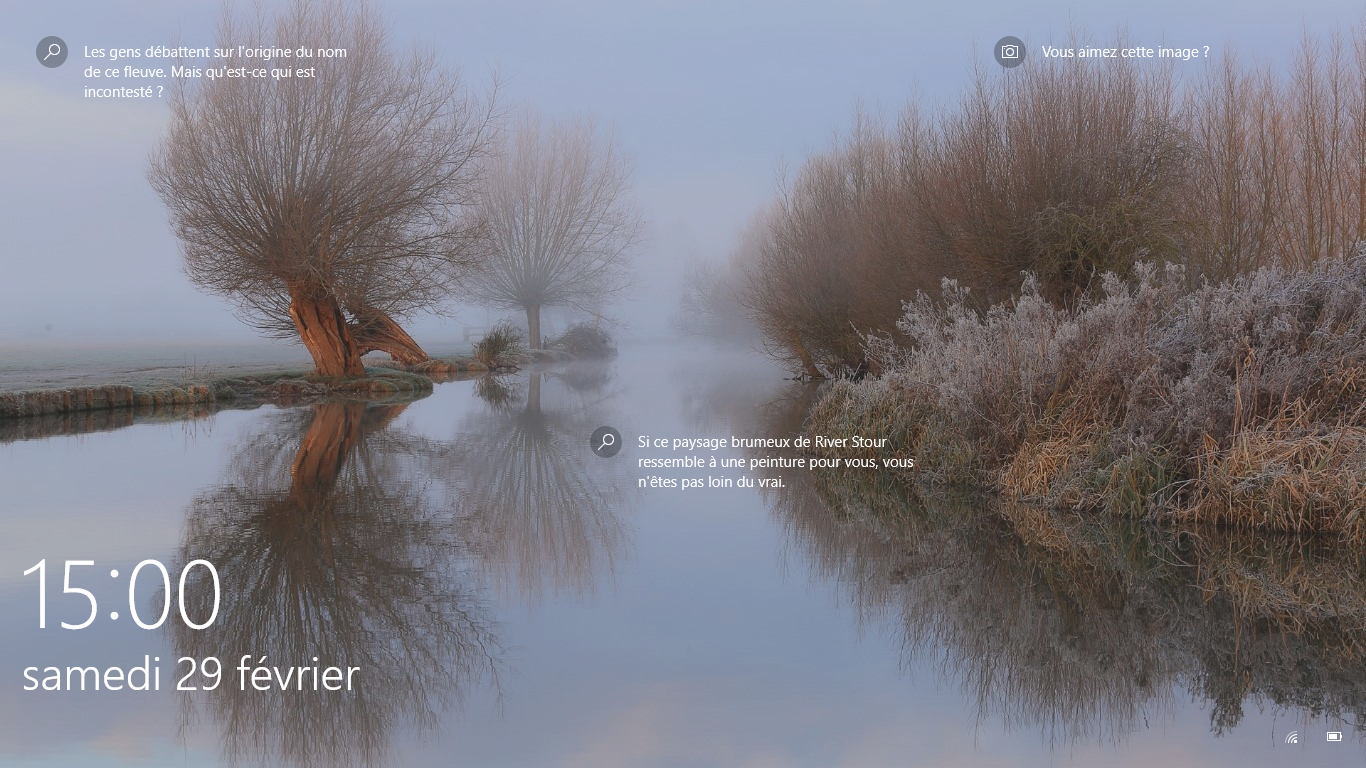 Les gens débattent sur l'origine du nom
de ce fleuve. Mais qu'est-ce qui est
incontesté ?
Vous aimez cette image ?
Si ce paysage brumeux de River Stour
ressemble à une peinture pour vous, vous
n'êtes pas loin du vrai.
15:00
samedi 29 février